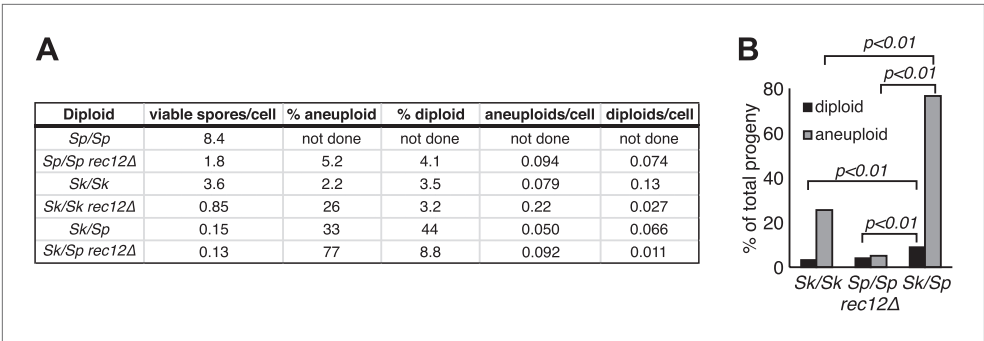 A
Diploid viable spores/cell % aneuploid % diploid aneuploids/cell diploids/cell
Sp/Sp 8.4 not done not done not done not done
Sp/Sp rec12Δ 1.8 5.2 4.1 0.094 0.074
Sk/Sk 3.6 2.2 3.5 0.079 0.13
Sk/Sk rec12Δ 0.85 26 3.2 0.22 0.027
Sk/Sp 0.15 33 44 0.050 0.066
Sk/Sp rec12Δ 0.13 77 8.8 0.092 0.011
B
p<0.01
p<0.01
80
diploid
aneuploid
60
% of total progeny
40
p<0.01
20
p<0.01
0
Sk/Sk Sp/Sp Sk/Sp
rec12Δ